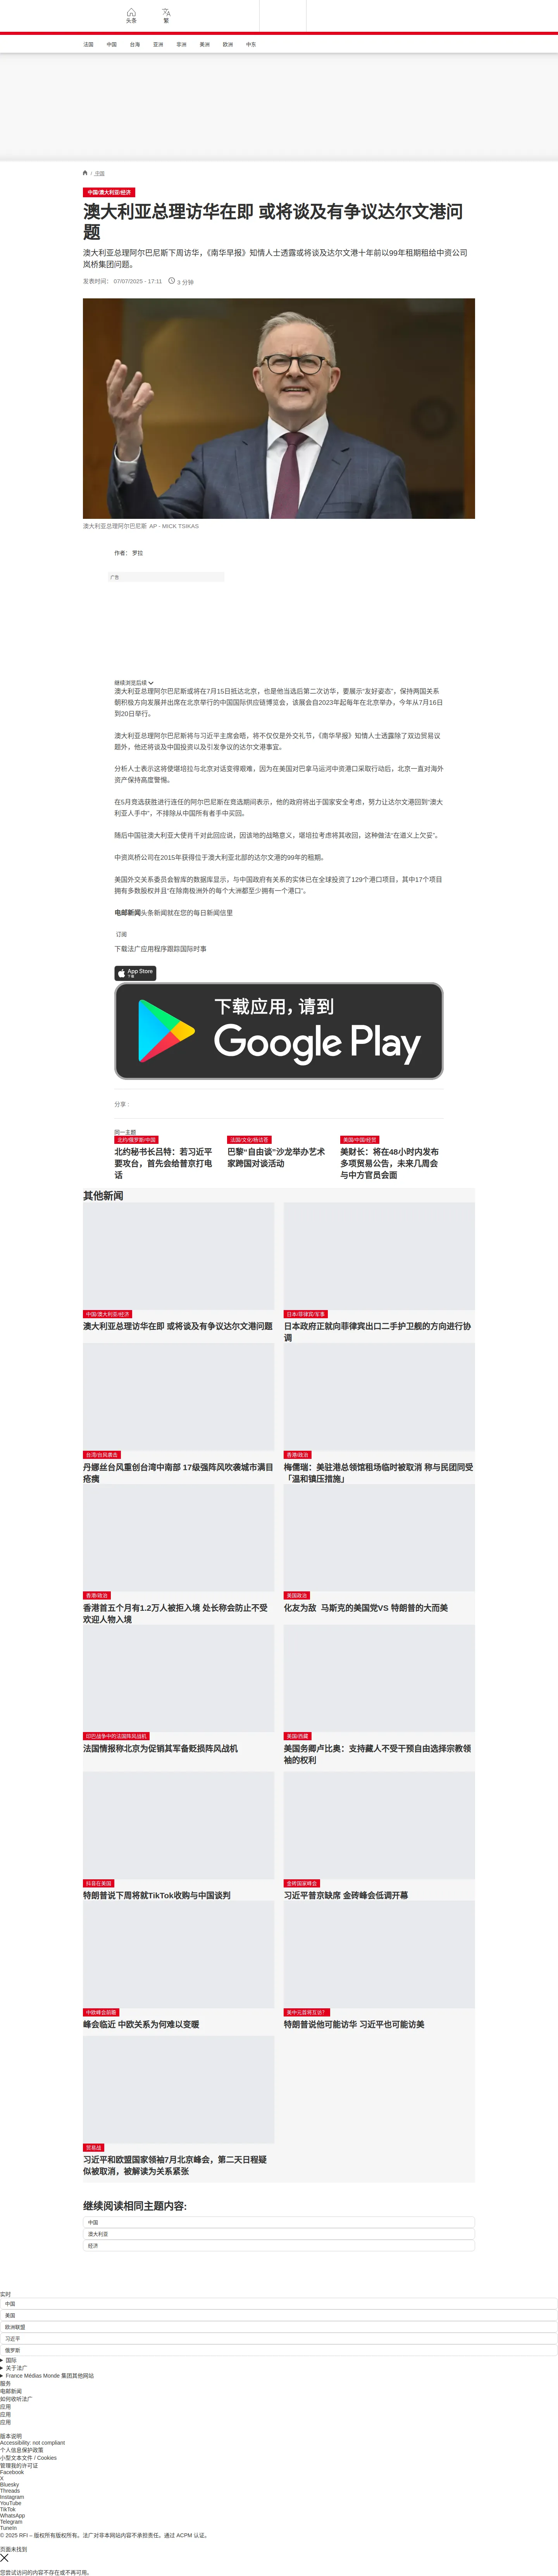 头条
繁
法国
中国
台海
亚洲
非洲
美洲
欧洲
中东
/ 法国
中国/澳大利亚/经济
澳大利亚总理访华在即 或将谈及有争议达尔文港问
题
澳大利亚总理阿尔巴尼斯下周访华，《南华早报》知情人士透露或将谈及达尔文港十年前以99年租期租给中资公司
岚桥集团问题。
发表时间： 07/07/2025 - 17:11
3 分钟
澳大利亚总理阿尔巴尼斯 AP - MICK TSIKAS
作者： 罗拉
广告
继续浏览后续
澳大利亚总理阿尔巴尼斯或将在7月15日抵达北京，也是他当选后第二次访华，要展示“友好姿态”，保持两国关系
朝积极方向发展并出席在北京举行的中国国际供应链博览会，该展会自2023年起每年在北京举办，今年从7月16日
到20日举行。
澳大利亚总理阿尔巴尼斯将与习近平主席会晤，将不仅仅是外交礼节，《南华早报》知情人士透露除了双边贸易议
题外，他还将谈及中国投资以及引发争议的达尔文港事宜。
分析人士表示这将使堪培拉与北京对话变得艰难，因为在美国对巴拿马运河中资港口采取行动后，北京一直对海外
资产保持高度警惕。
在5月竞选获胜进行连任的阿尔巴尼斯在竞选期间表示，他的政府将出于国家安全考虑，努力让达尔文港回到“澳大
利亚人手中”，不排除从中国所有者手中买回。
随后中国驻澳大利亚大使肖千对此回应说，因该地的战略意义，堪培拉考虑将其收回，这种做法“在道义上欠妥”。
中资岚桥公司在2015年获得位于澳大利亚北部的达尔文港的99年的租期。
美国外交关系委员会智库的数据库显示，与中国政府有关系的实体已在全球投资了129个港口项目，其中17个项目
拥有多数股权并且“在除南极洲外的每个大洲都至少拥有一个港口”。
电邮新闻头条新闻就在您的每日新闻信里
订阅
下载法广应用程序跟踪国际时事
App Store
下载
下载应用，请到
Google Play
分享 :
同一主题
北约/俄罗斯/中国
北约秘书长吕特：若习近平
要攻台，首先会给普京打电
话
法国/文化/杨诘苍
巴黎“自由谈”沙龙举办艺术
家跨国对谈活动
美国/中国/经贸
美财长：将在48小时内发布
多项贸易公告，未来几周会
与中方官员会面
其他新闻
中国/澳大利亚/经济
澳大利亚总理访华在即 或将谈及有争议达尔文港问题
日本/菲律宾/军事
日本政府正就向菲律宾出口二手护卫舰的方向进行协
调
台湾/台风袭击
丹娜丝台风重创台湾中南部 17级强阵风吹袭城市满目
疮痍
香港/政治
梅儒瑞：美驻港总领馆租场临时被取消 称与民团同受
「温和镇压措施」
香港/政治
香港首五个月有1.2万人被拒入境 处长称会防止不受
欢迎人物入境
美国政治
化友为敌 马斯克的美国党VS 特朗普的大而美
印巴战争中的法国阵风战机
法国情报称北京为促销其军备贬损阵风战机
美国/西藏
美国务卿卢比奥：支持藏人不受干预自由选择宗教领
袖的权利
抖音在美国
特朗普说下周将就TikTok收购与中国谈判
金砖国家峰会
习近平普京缺席 金砖峰会低调开幕
中欧峰会前瞻
峰会临近 中欧关系为何难以变暖
美中元首将互访？
特朗普说他可能访华 习近平也可能访美
贸易战
习近平和欧盟国家领袖7月北京峰会，第二天日程疑
似被取消，被解读为关系紧张
继续阅读相同主题内容:
中国
澳大利亚
经济
实时
中国
美国
欧洲联盟
习近平
俄罗斯
国际
关于法广
France Médias Monde 集团其他网站
服务
电邮新闻
如何收听法广
应用
应用
应用
版本说明
Accessibility: not compliant
个人信息保护政策
小型文本文件 / Cookies
管理我的许可证
Facebook
X
Bluesky
Threads
Instagram
YouTube
TikTok
WhatsApp
Telegram
TuneIn
© 2025 RFI – 版权所有版权所有。法广对非本网站内容不承担责任。通过 ACPM 认证。
页面未找到
您尝试访问的内容不存在或不再可用。